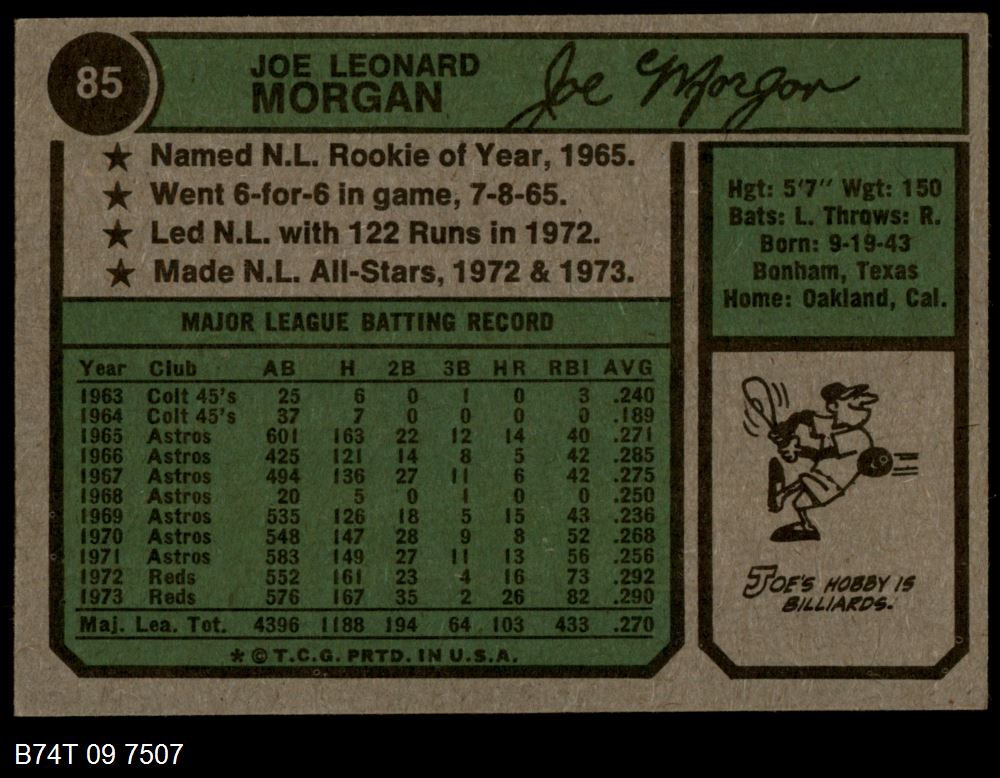 85
JOE LEONARD
MORGAN
Joe Morgan
★ Named N.L. Rookie of Year, 1965.
★ Went 6-for-6 in game, 7-8-65.
★ Led N.L. with 122 Runs in 1972.
★ Made N.L. All-Stars, 1972 & 1973.
Hgt: 5'7" Wgt: 150
Bats: L. Throws: R.
Born: 9-19-43
Bonham, Texas
Home: Oakland, Cal.
MAJOR LEAGUE BATTING RECORD
Year Club AB H 2B 3B HR RBI AVG
1963 Colt 45's 25 6 0 1 0 3 .240
1964 Colt 45's 37 7 0 0 0 0 .189
1965 Astros 601 163 22 12 14 40 .271
1966 Astros 425 121 14 8 5 42 .285
1967 Astros 494 136 27 11 6 42 .275
1968 Astros 20 5 0 1 0 0 .250
1969 Astros 535 126 18 5 15 43 .236
1970 Astros 548 147 28 9 8 52 .268
1971 Astros 583 149 27 11 13 56 .256
1972 Reds 552 161 23 4 16 73 .292
1973 Reds 576 167 35 2 26 82 .290
Maj. Lea. Tot. 4396 1188 194 64 103 433 .270
* © T.C.G. PRTD. IN U.S.A.
JOE'S HOBBY IS
BILLIARDS.
B74T 09 7507